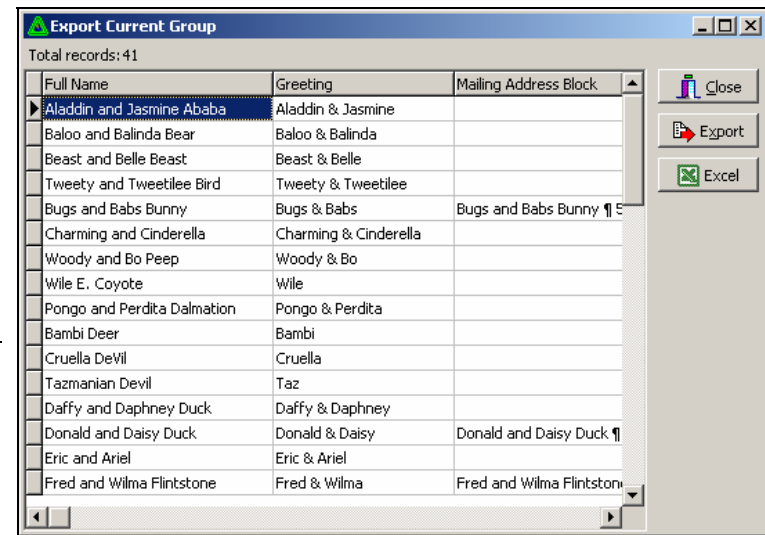 Export Current Group
Total records: 41
Full Name Greeting Mailing Address Block
Aladdin and Jasmine Ababa Aladdin & Jasmine
Baloo and Balinda Bear Baloo & Balinda
Beast and Belle Beast Beast & Belle
Tweety and Tweetilee Bird Tweety & Tweetilee
Bugs and Babs Bunny Bugs & Babs Bugs and Babs Bunny ¶ 5
Charming and Cinderella Charming & Cinderella
Woody and Bo Peep Woody & Bo
Wile E. Coyote Wile
Pongo and Perdita Dalmation Pongo & Perdita
Bambi Deer Bambi
Cruella DeVil Cruella
Tazmanian Devil Taz
Daffy and Daphney Duck Daffy & Daphney
Donald and Daisy Duck Donald & Daisy Donald and Daisy Duck ¶
Eric and Ariel Eric & Ariel
Fred and Wilma Flintstone Fred & Wilma Fred and Wilma Flintston
Close
Export
Excel